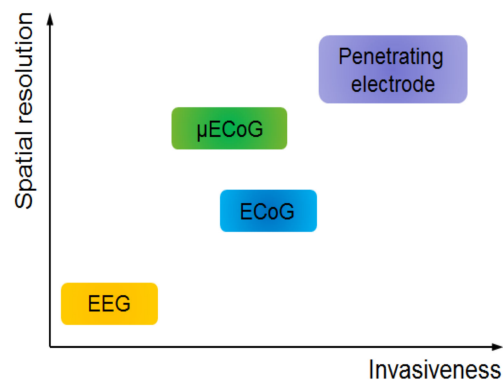 Spatial resolution
Penetrating
electrode
µECoG
ECoG
EEG
Invasiveness